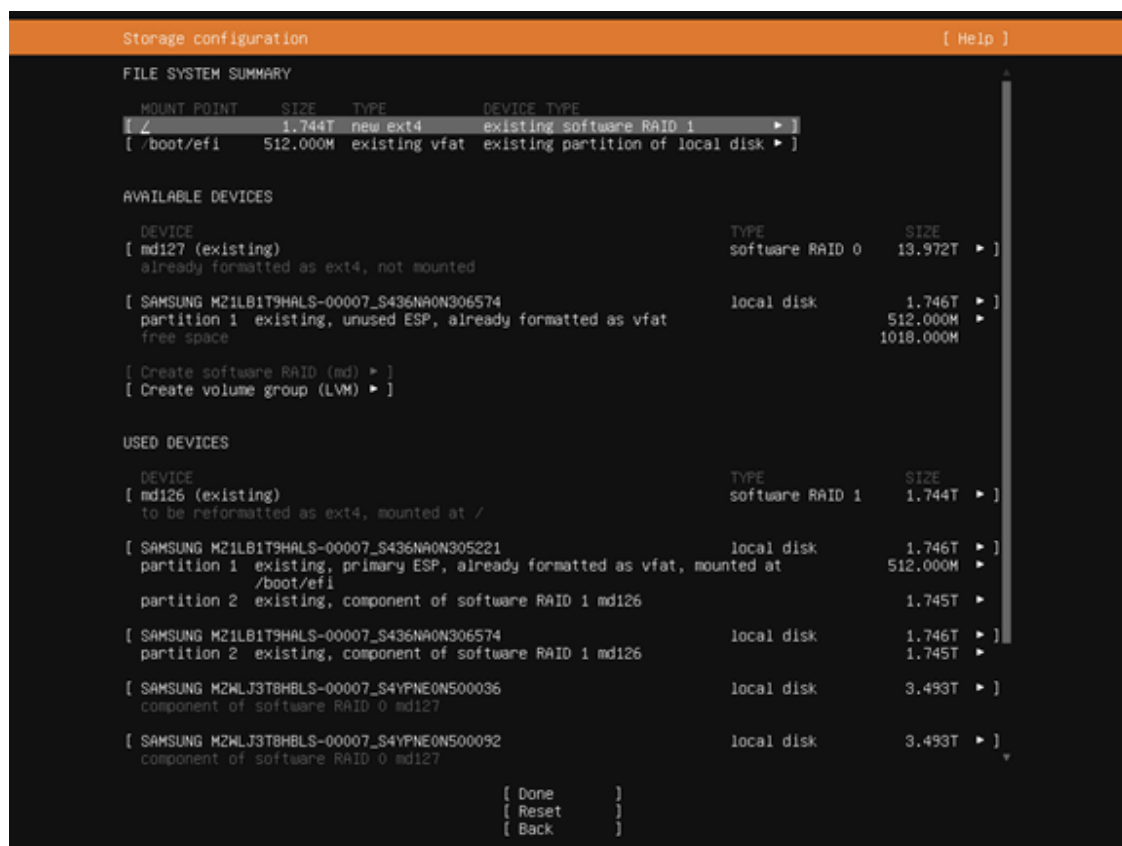 Storage configuration [ Help ]
FILE SYSTEM SUMMARY
MOUNT POINT SIZE TYPE DEVICE TYPE
[ / 1.744T new ext4 existing software RAID 1 ▸ ]
[ /boot/efi 512.000M existing vfat existing partition of local disk ▸ ]
AVAILABLE DEVICES
DEVICE TYPE SIZE
[ md127 (existing) software RAID 0 13.972T ▸ ]
already formatted as ext4, not mounted
[ SAMSUNG MZ1LB1T9HALS-00007_S436NA0N306574 local disk 1.746T ▸ ]
partition 1 existing, unused ESP, already formatted as vfat 512.000M ▸
free space 1018.000M
[ Create software RAID (md) ▸ ]
[ Create volume group (LVM) ▸ ]
USED DEVICES
DEVICE TYPE SIZE
[ md126 (existing) software RAID 1 1.744T ▸ ]
to be reformatted as ext4, mounted at /
[ SAMSUNG MZ1LB1T9HALS-00007_S436NA0N305221 local disk 1.746T ▸ ]
partition 1 existing, primary ESP, already formatted as vfat, mounted at 512.000M ▸
/boot/efi
partition 2 existing, component of software RAID 1 md126 1.745T ▸
[ SAMSUNG MZ1LB1T9HALS-00007_S436NA0N306574 local disk 1.746T ▸ ]
partition 2 existing, component of software RAID 1 md126 1.745T ▸
[ SAMSUNG MZWLJ3T8HBLS-00007_S4YPNE0N500036 local disk 3.493T ▸ ]
component of software RAID 0 md127
[ SAMSUNG MZWLJ3T8HBLS-00007_S4YPNE0N500092 local disk 3.493T ▸ ]
component of software RAID 0 md127
[ Done ]
[ Reset ]
[ Back ]